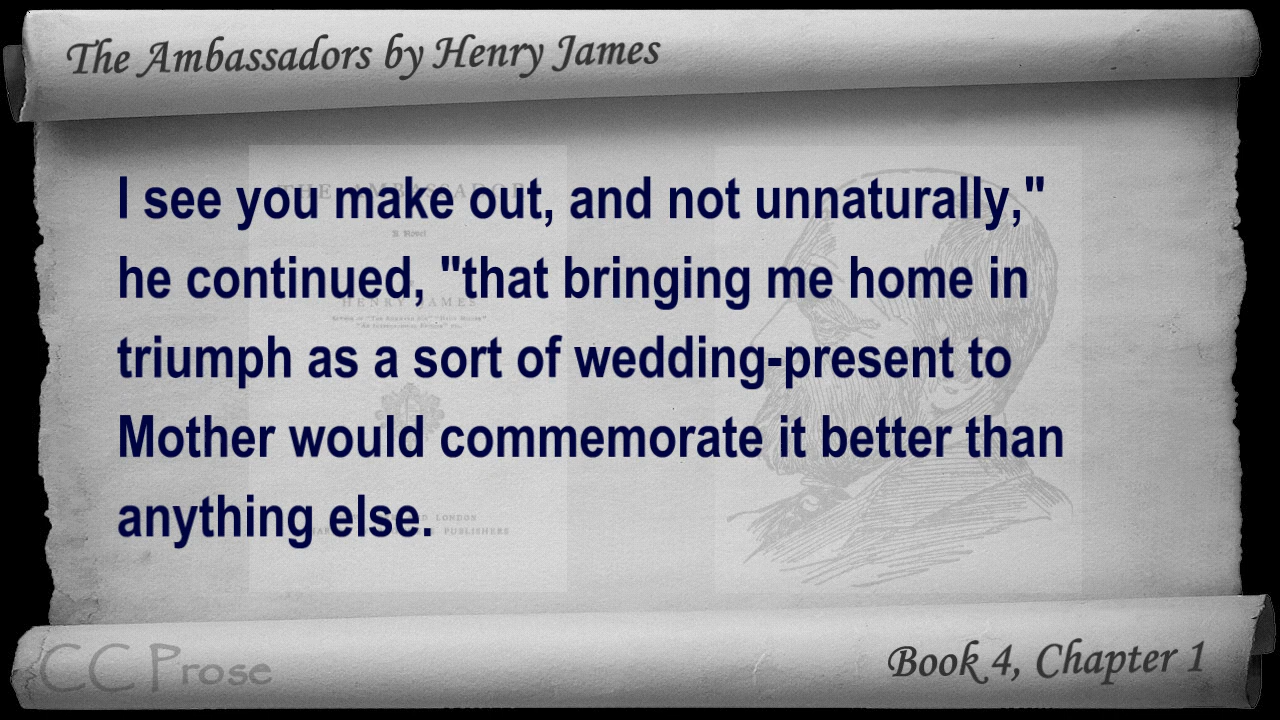 The Ambassadors by Henry James
I see you make out, and not unnaturally,"
he continued, "that bringing me home in
triumph as a sort of wedding-present to
Mother would commemorate it better than
anything else.
CC Prose
Book 4, Chapter 1